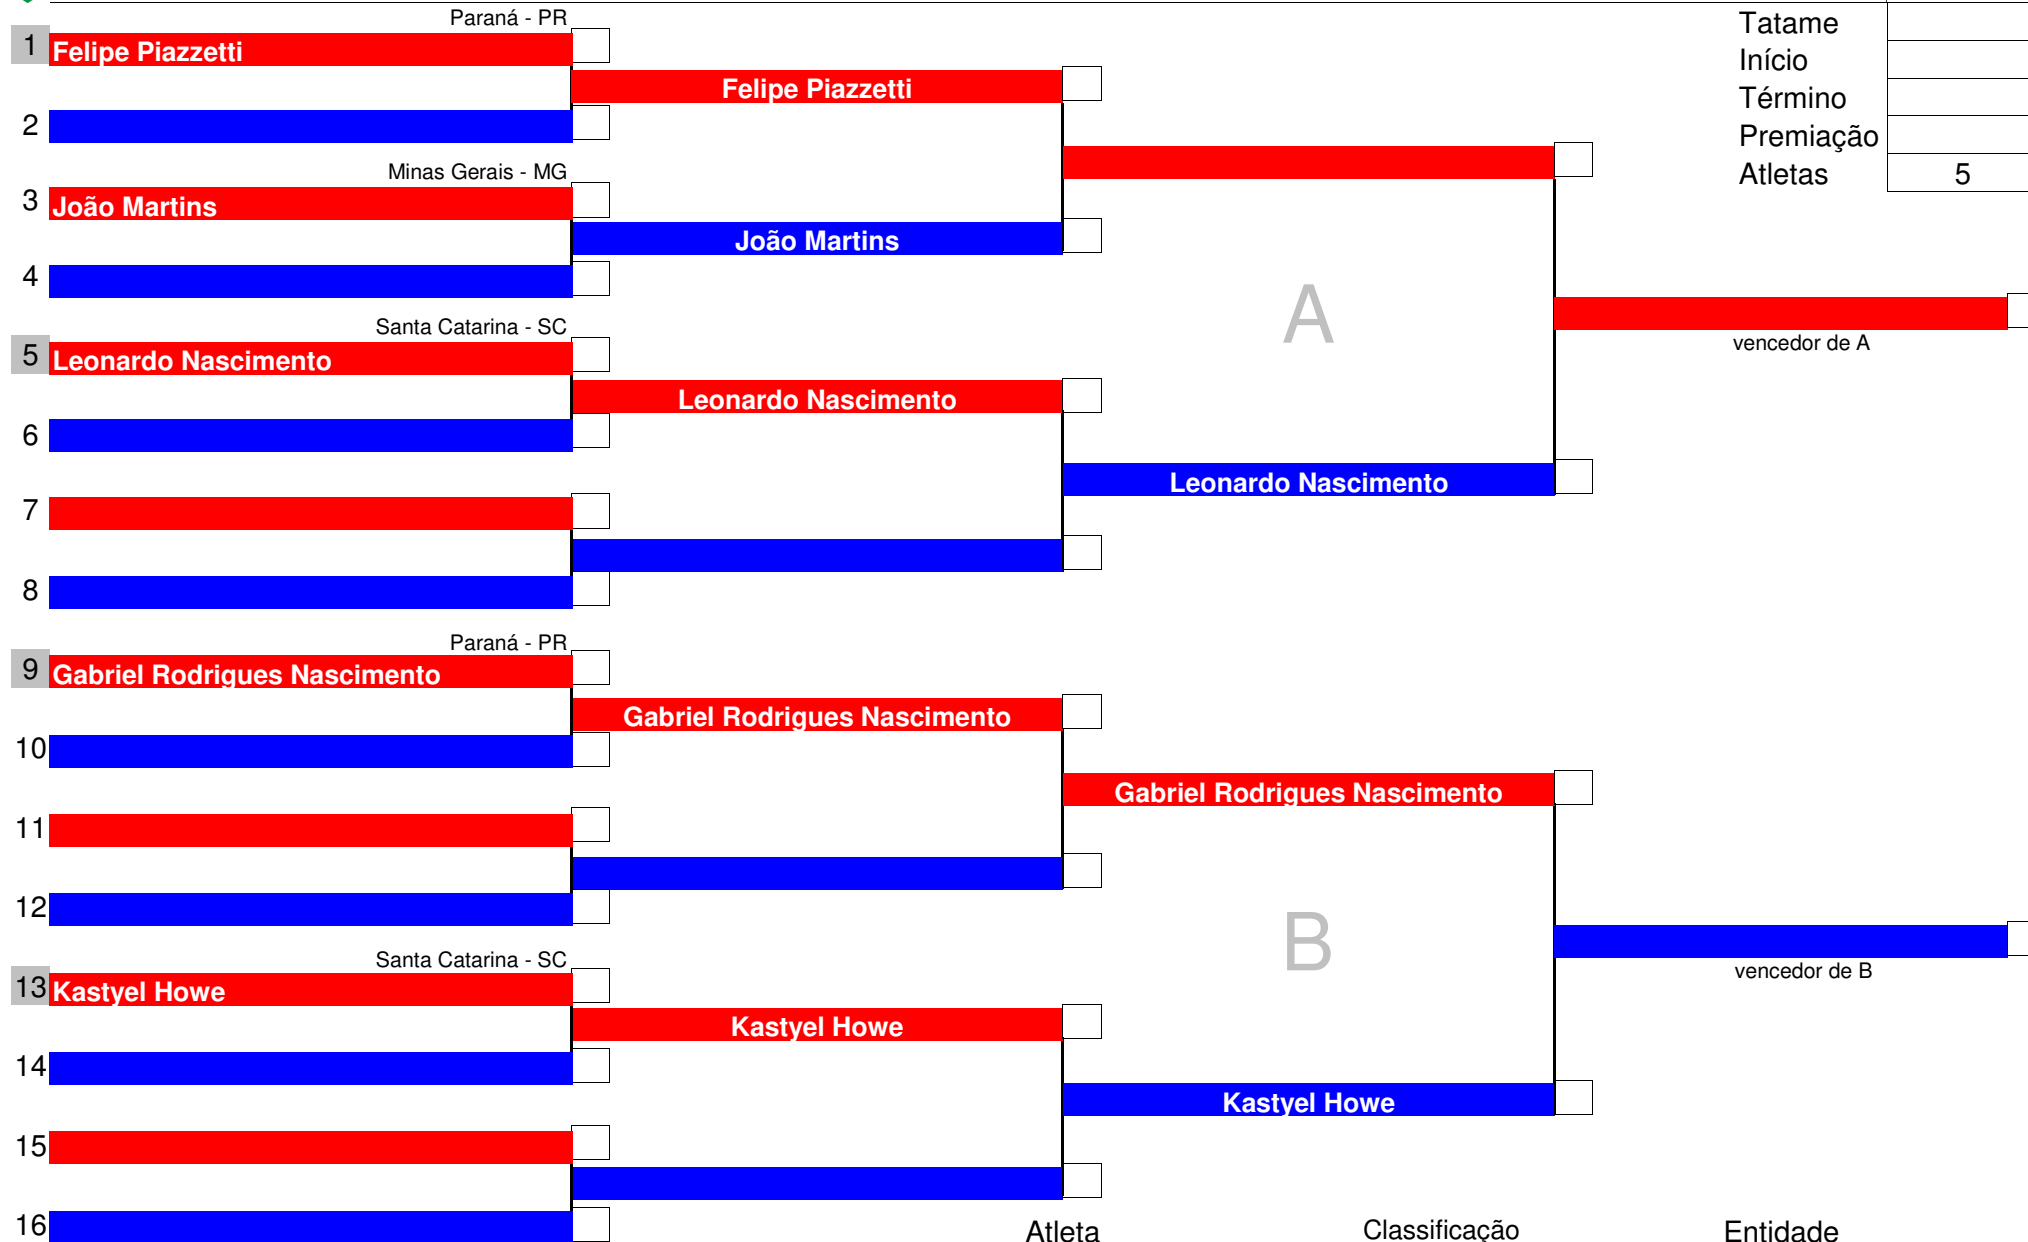 Paraná - PR
1 Felipe Piazzetti
Felipe Piazzetti
2
Minas Gerais - MG
3 João Martins
João Martins
4
Santa Catarina - SC
5 Leonardo Nascimento
Leonardo Nascimento
6
Leonardo Nascimento
7
8
Paraná - PR
9 Gabriel Rodrigues Nascimento
Gabriel Rodrigues Nascimento
10
Gabriel Rodrigues Nascimento
11
12
Santa Catarina - SC
13 Kastyel Howe
Kastyel Howe
14
Kastyel Howe
15
16
A
vencedor de A
B
vencedor de B
Tatame
Início
Término
Premiação
Atletas 5
Atleta Classificação Entidade